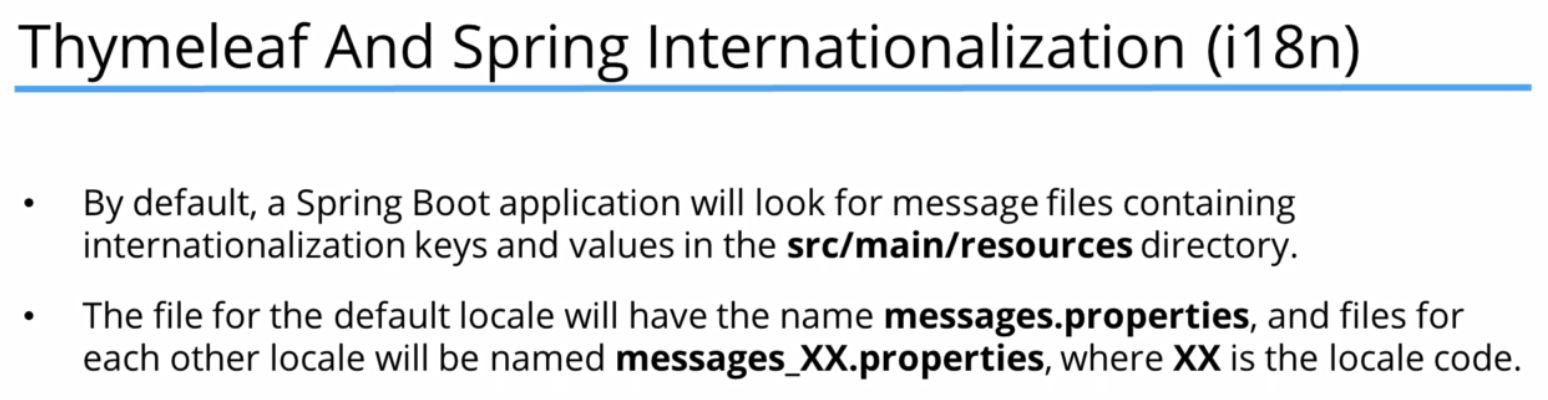 Thymeleaf And Spring Internationalization (i18n)
• By default, a Spring Boot application will look for message files containing
internationalization keys and values in the src/main/resources directory.
• The file for the default locale will have the name messages.properties, and files for
each other locale will be named messages_XX.properties, where XX is the locale code.